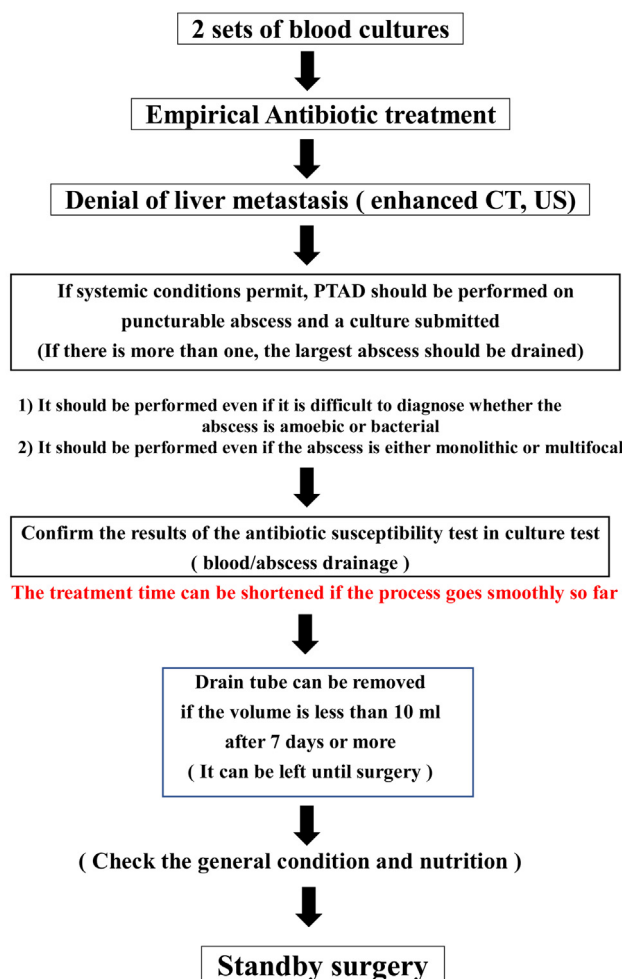 2 sets of blood cultures
Empirical Antibiotic treatment
Denial of liver metastasis ( enhanced CT, US)
If systemic conditions permit, PTAD should be performed on
puncturable abscess and a culture submitted
(If there is more than one, the largest abscess should be drained)
1) It should be performed even if it is difficult to diagnose whether the
abscess is amoebic or bacterial
2) It should be performed even if the abscess is either monolithic or multifocal
Confirm the results of the antibiotic susceptibility test in culture test
( blood/abscess drainage )
The treatment time can be shortened if the process goes smoothly so far
Drain tube can be removed
if the volume is less than 10 ml
after 7 days or more
( It can be left until surgery )
( Check the general condition and nutrition )
Standby surgery